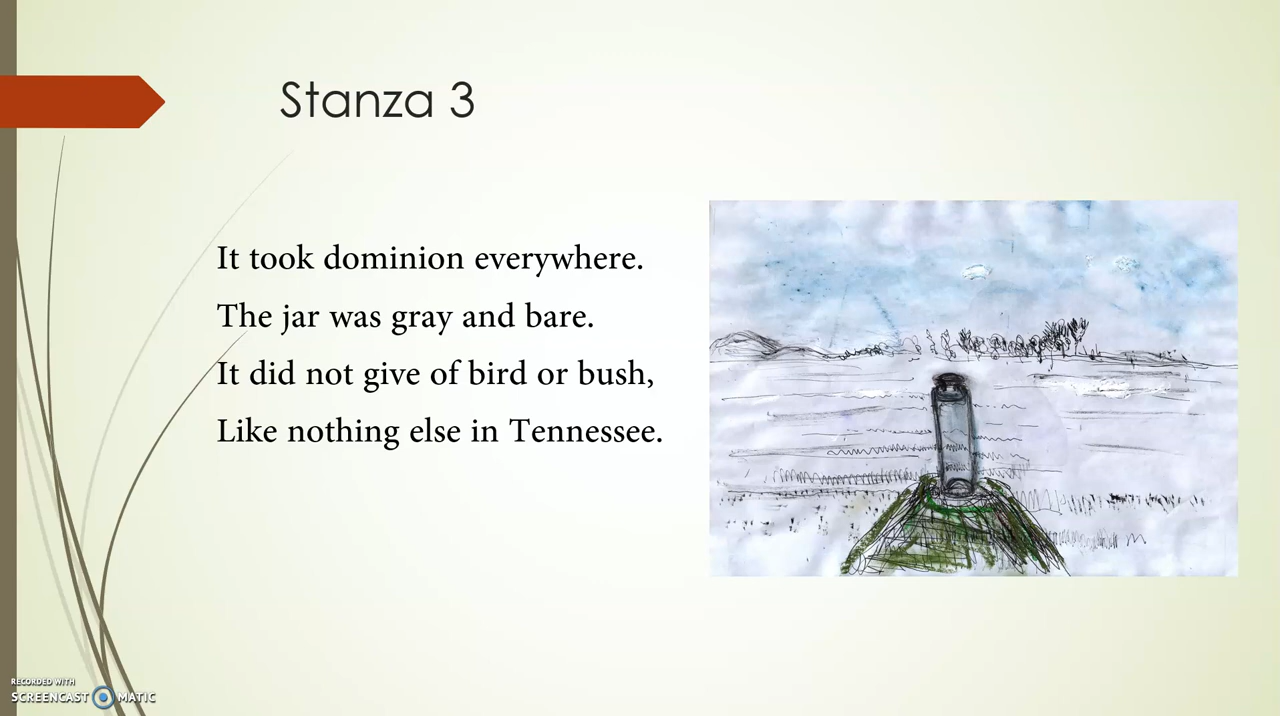 Stanza 3
It took dominion everywhere.
The jar was gray and bare.
It did not give of bird or bush,
Like nothing else in Tennessee.
RECORDED WITH
SCREENCAST MATIC